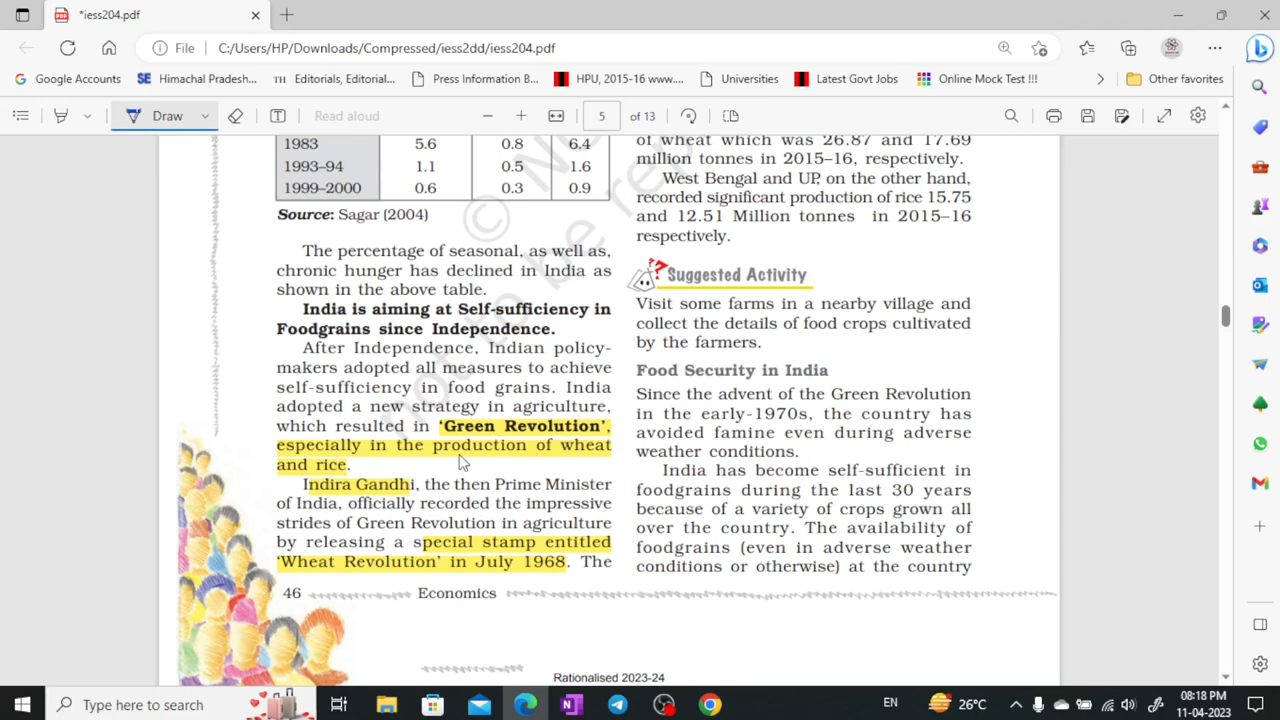 *iess204.pdf
File
C:/Users/HP/Downloads/Compressed/iess2dd/iess204.pdf
Google Accounts
SE Himachal Pradesh...
TH Editorials, Editorial...
Press Information B...
HPU, 2015-16 www....
Universities
Latest Govt Jobs
Online Mock Test !!!
Other favorites
Draw
Read aloud
5 of 13
1983 5.6 0.8 6.4
1993–94 1.1 0.5 1.6
1999–2000 0.6 0.3 0.9
Source: Sagar (2004)
The percentage of seasonal, as well as,
chronic hunger has declined in India as
shown in the above table.
India is aiming at Self-sufficiency in
Foodgrains since Independence.
After Independence, Indian policy-
makers adopted all measures to achieve
self-sufficiency in food grains. India
adopted a new strategy in agriculture,
which resulted in ‘Green Revolution’,
especially in the production of wheat
and rice.
Indira Gandhi, the then Prime Minister
of India, officially recorded the impressive
strides of Green Revolution in agriculture
by releasing a special stamp entitled
‘Wheat Revolution’ in July 1968. The
46
Economics
of wheat which was 26.87 and 17.69
million tonnes in 2015–16, respectively.
West Bengal and UP, on the other hand,
recorded significant production of rice 15.75
and 12.51 Million tonnes in 2015–16
respectively.
Suggested Activity
Visit some farms in a nearby village and
collect the details of food crops cultivated
by the farmers.
Food Security in India
Since the advent of the Green Revolution
in the early-1970s, the country has
avoided famine even during adverse
weather conditions.
India has become self-sufficient in
foodgrains during the last 30 years
because of a variety of crops grown all
over the country. The availability of
foodgrains (even in adverse weather
conditions or otherwise) at the country
© N
not to be re
Rationalised 2023-24
Type here to search
26°C
EN
08:18 PM
11-04-2023